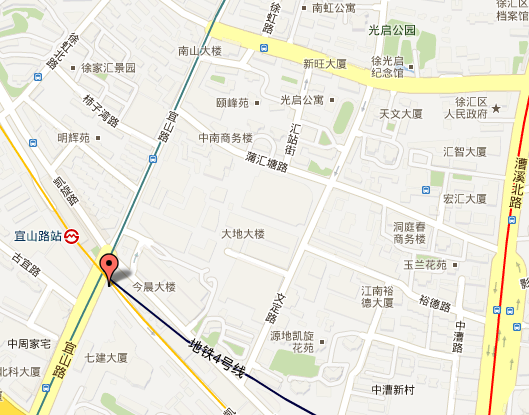 徐汇区
档案馆
南虹公寓
徐虹路
光启公园
徐虹北路
南山大楼
新旺大厦
徐光启
纪念馆
徐家汇景园
颐峰苑
光启公寓
徐汇区
人民政府
柿子湾路
宜山路
天文大厦
明辉苑
中南商务楼
汇站街
蒲汇塘路
汇智大厦
漕溪北路
宏汇大厦
洞庭春
商务楼
宜山路站
大地大楼
玉兰花苑
古宜路
今晨大楼
江南裕
德大厦
裕德路
影
文定路
源地凯旋
花苑
中漕路
中周家宅
宜山路
地铁4号线
北科大厦
七建大厦
中漕新村